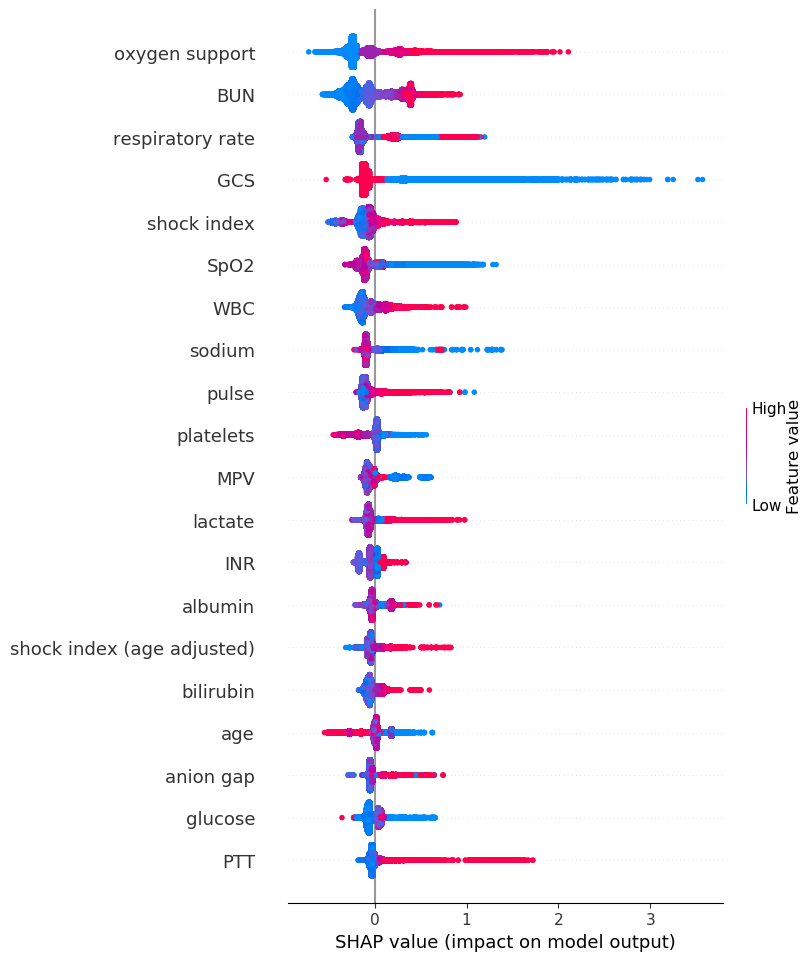 oxygen support
BUN
respiratory rate
GCS
shock index
SpO2
WBC
sodium
pulse
platelets
MPV
lactate
INR
albumin
shock index (age adjusted)
bilirubin
age
anion gap
glucose
PTT
0 1 2 3
SHAP value (impact on model output)
High
Low
Feature value